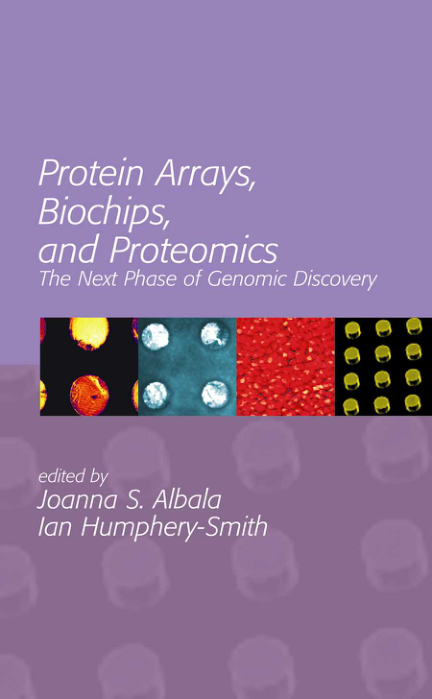 Protein Arrays,
Biochips,
and Proteomics
The Next Phase of Genomic Discovery
edited by
Joanna S. Albala
Ian Humphery-Smith